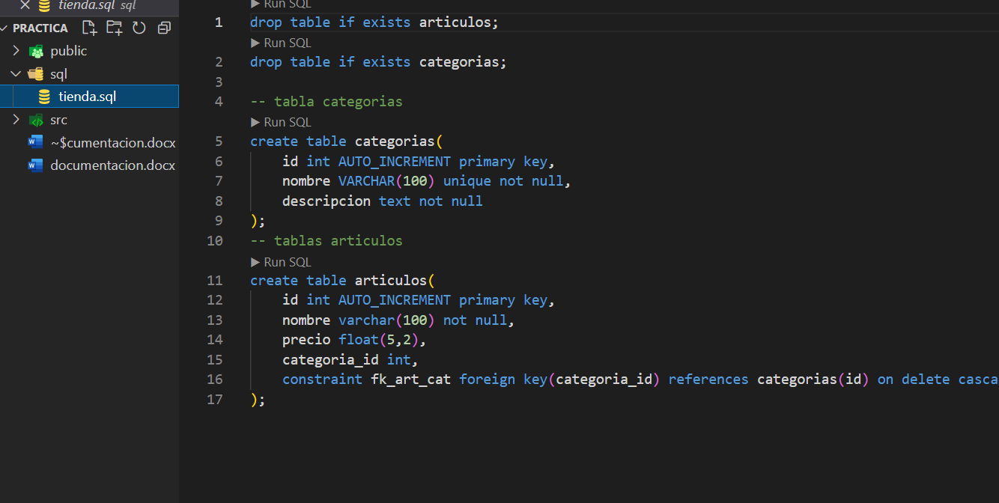 tienda.sql sql
PRACTICA
public
sql
tienda.sql
src
~$cumentacion.docx
documentacion.docx
Run SQL
1 drop table if exists articulos;
Run SQL
2 drop table if exists categorias;
3
4 -- tabla categorias
Run SQL
5 create table categorias(
6 id int AUTO_INCREMENT primary key,
7 nombre VARCHAR(100) unique not null,
8 descripcion text not null
9 );
10 -- tablas articulos
Run SQL
11 create table articulos(
12 id int AUTO_INCREMENT primary key,
13 nombre varchar(100) not null,
14 precio float(5,2),
15 categoria_id int,
16 constraint fk_art_cat foreign key(categoria_id) references categorias(id) on delete casca
17 );